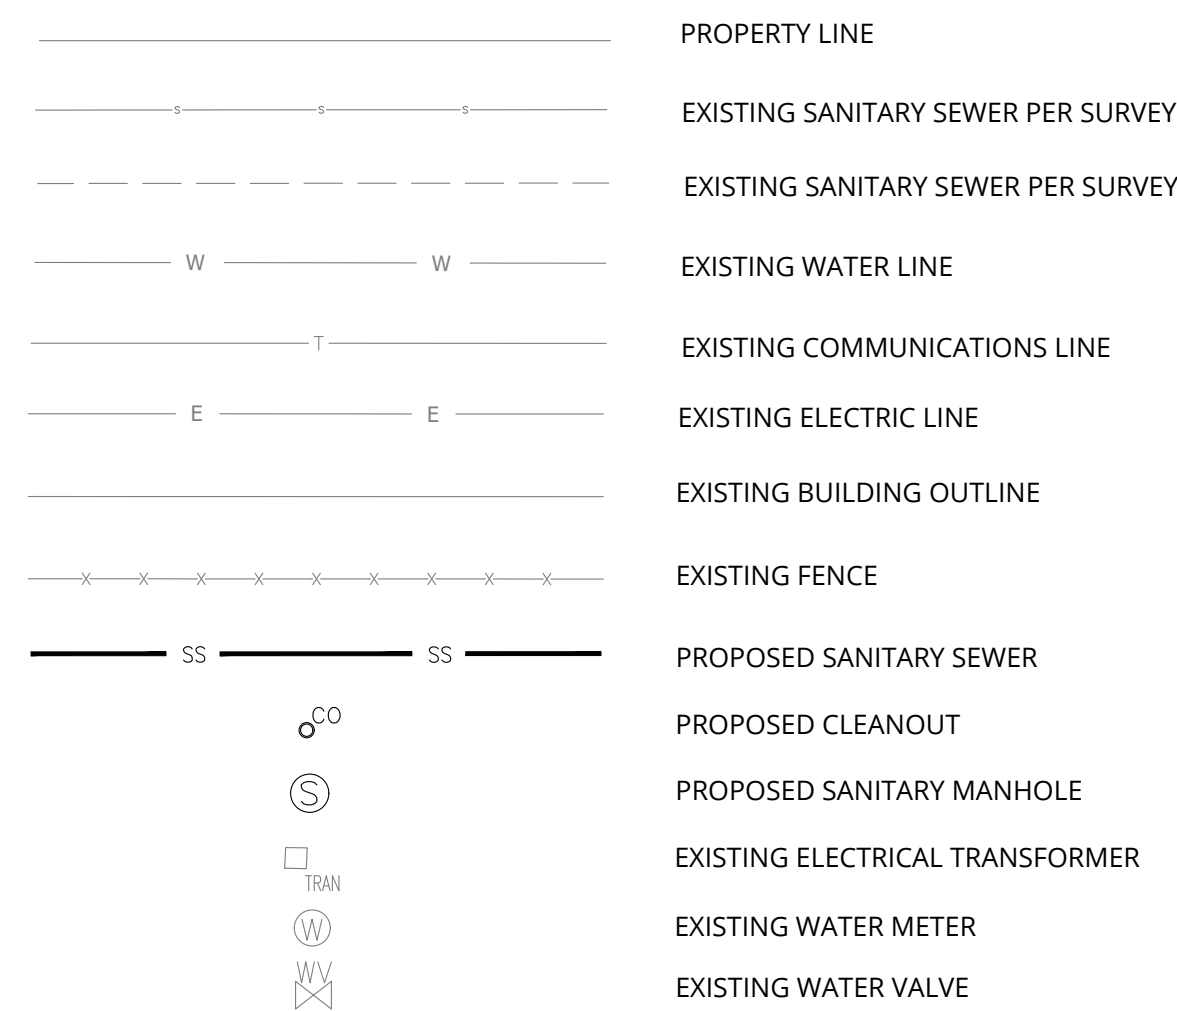 PROPERTY LINE
s s s EXISTING SANITARY SEWER PER SURVEY
EXISTING SANITARY SEWER PER SURVEY
W W EXISTING WATER LINE
T EXISTING COMMUNICATIONS LINE
E E EXISTING ELECTRIC LINE
EXISTING BUILDING OUTLINE
X X X X X X X X X EXISTING FENCE
SS SS PROPOSED SANITARY SEWER
CO PROPOSED CLEANOUT
S PROPOSED SANITARY MANHOLE
EXISTING ELECTRICAL TRANSFORMER
TRAN
W EXISTING WATER METER
WV
EXISTING WATER VALVE